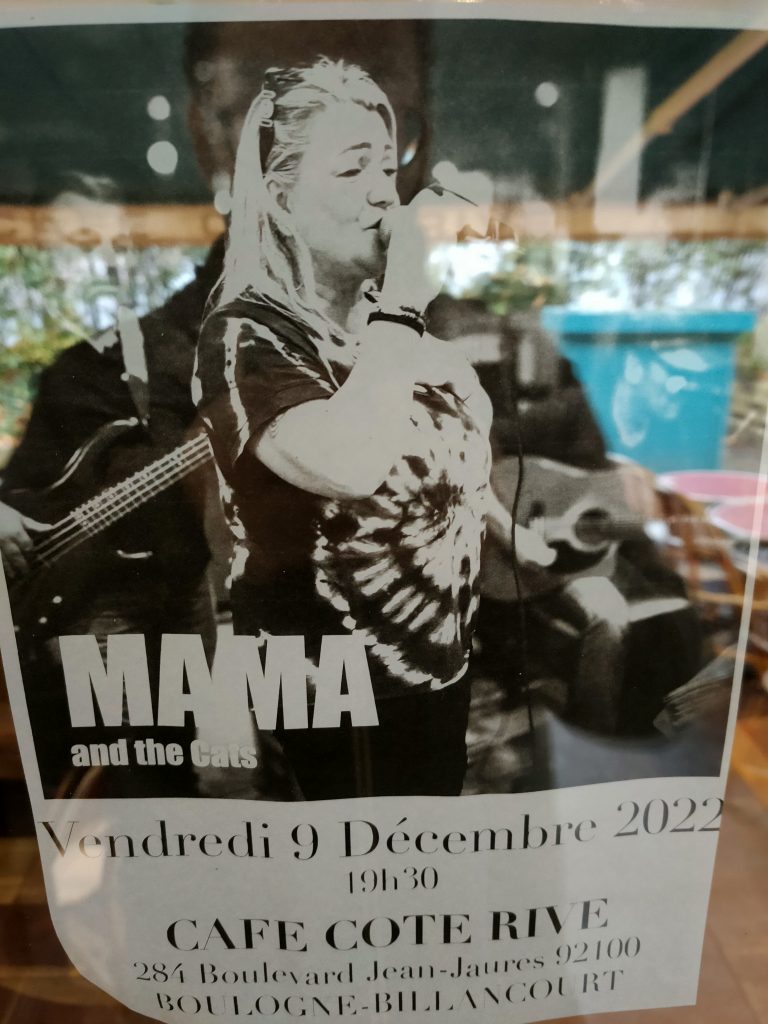 MAMA
and the Cats
Vendredi 9 Décembre 2022
19h30
CAFE COTE RIVE
284 Boulevard Jean-Jaures 92100
BOULOGNE-BILLANCOURT